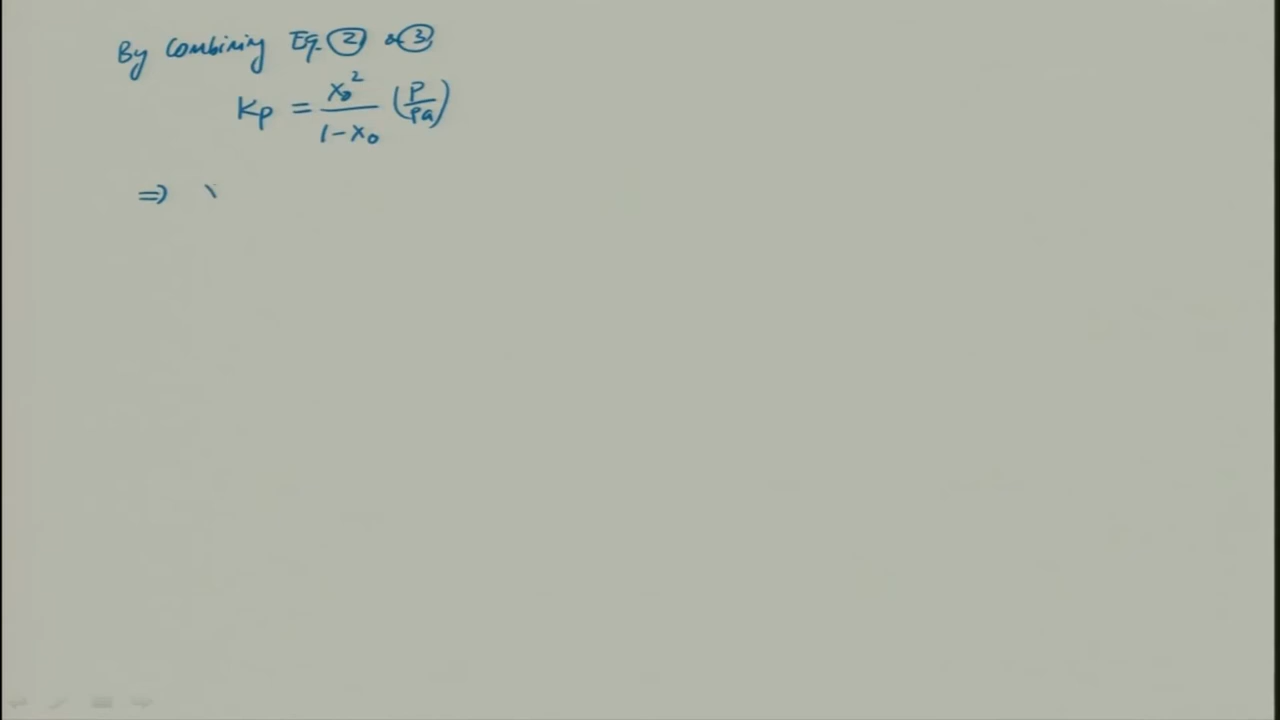 By Combining Eq. ② & ③
Kp = X₀² / 1-X₀ (P/Pa)
⇒ \